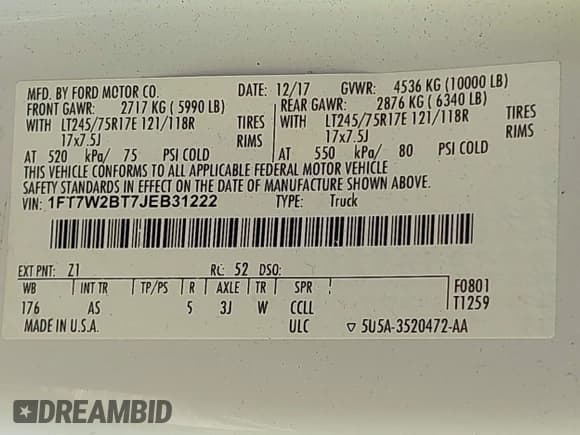 MFD. BY FORD MOTOR CO. DATE: 12/17 GVWR: 4536 KG (10000 LB)
FRONT GAWR: 2717 KG ( 5990 LB) REAR GAWR: 2876 KG ( 6340 LB)
WITH LT245/75R17E 121/118R TIRES WITH LT245/75R17E 121/118R TIRES
17x7.5J RIMS 17x7.5J RIMS
AT 520 kPa/ 75 PSI COLD AT 550 kPa/ 80 PSI COLD
THIS VEHICLE CONFORMS TO ALL APPLICABLE FEDERAL MOTOR VEHICLE
SAFETY STANDARDS IN EFFECT ON THE DATE OF MANUFACTURE SHOWN ABOVE.
VIN: 1FT7W2BT7JEB31222 TYPE: Truck
EXT PNT: Z1 RC: 52 DSO:
WB INT TR TP/PS R AXLE TR SPR F0801
176 AS 5 3J W CCLL T1259
MADE IN U.S.A. ULC ▽ 5U5A-3520472-AA
DREAMBID